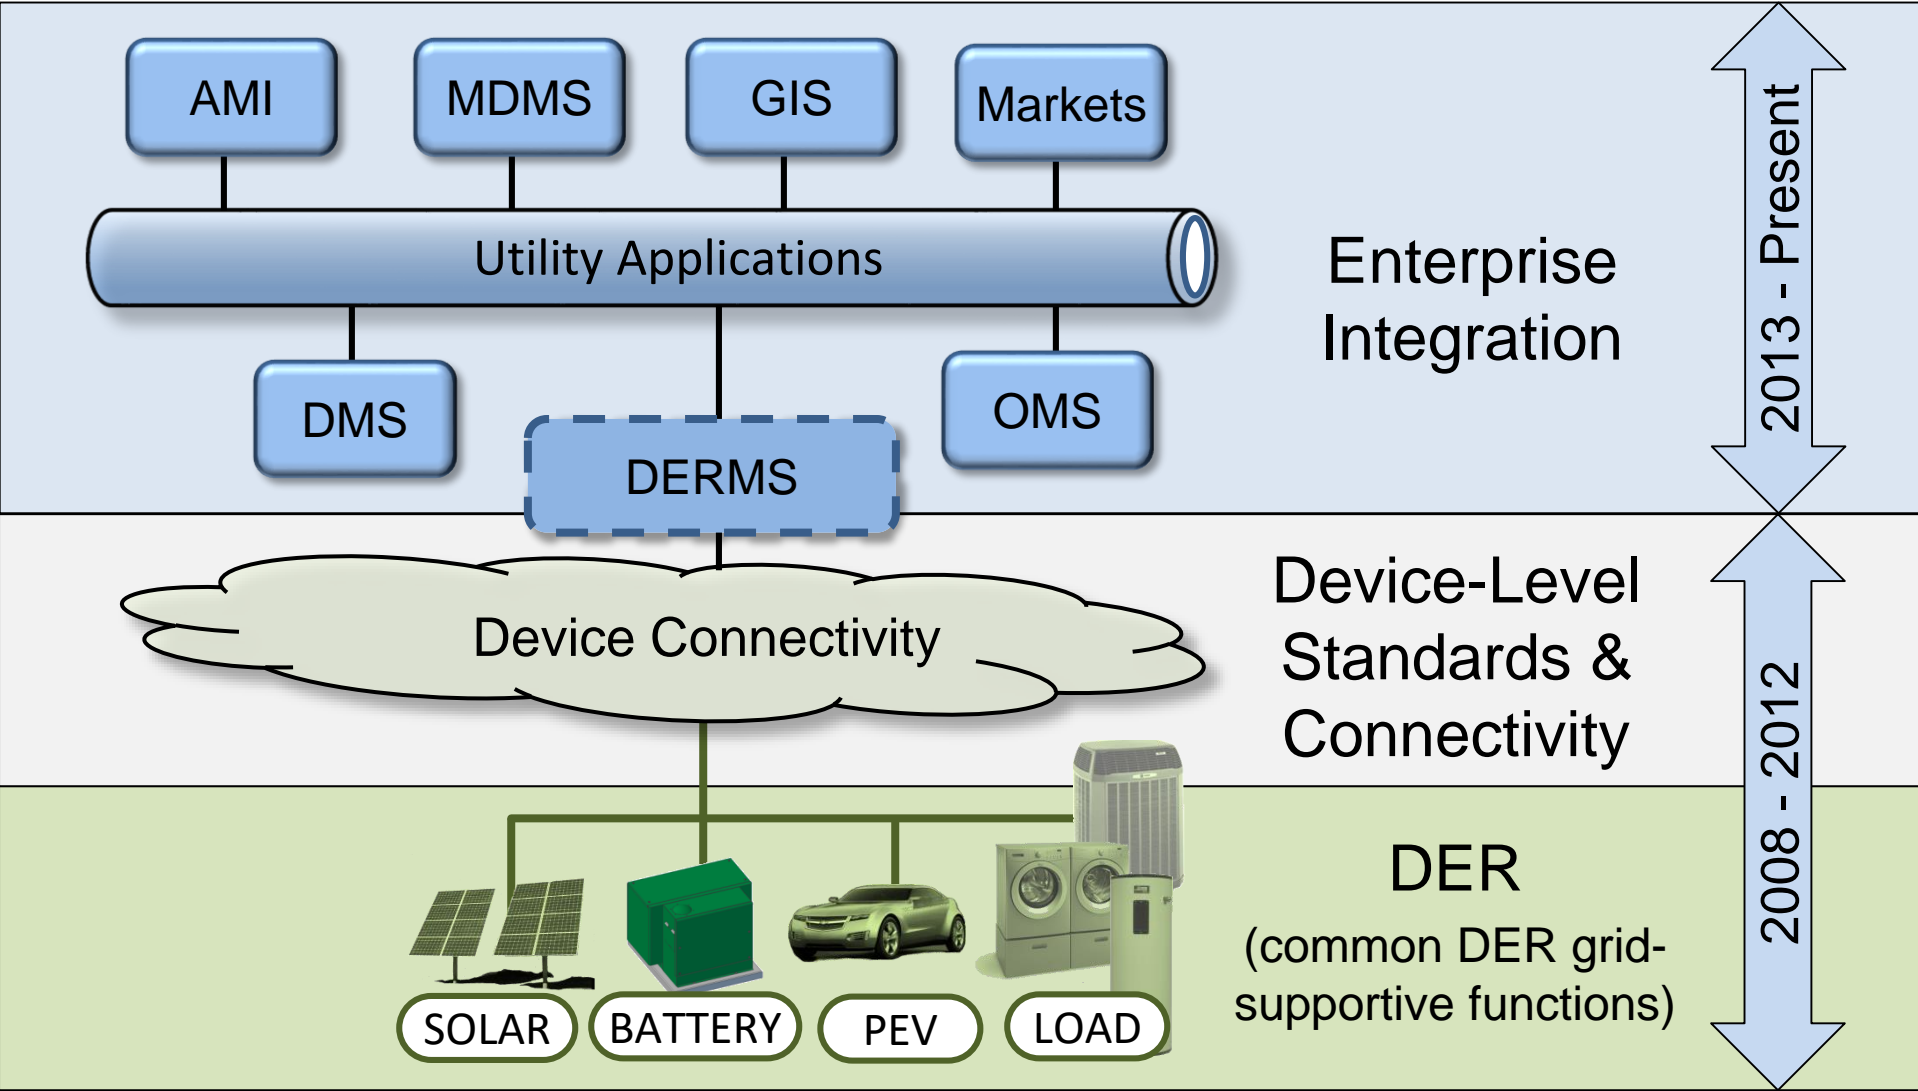 AMI
MDMS
GIS
Markets
Utility Applications
DMS
DERMS
OMS
Enterprise
Integration
2013 - Present
Device Connectivity
Device-Level
Standards &
Connectivity
2008 - 2012
DER
(common DER grid-
supportive functions)
SOLAR
BATTERY
PEV
LOAD